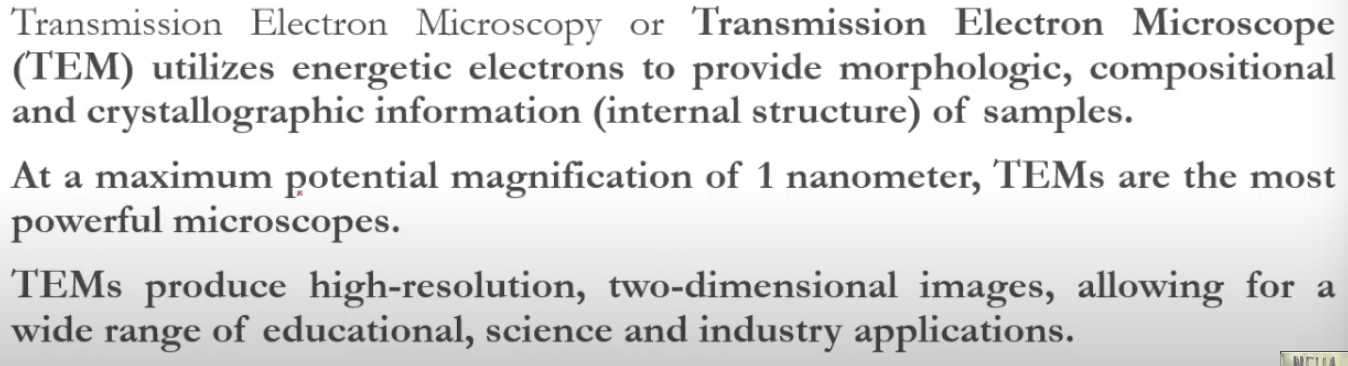 Transmission Electron Microscopy or Transmission Electron Microscope
(TEM) utilizes energetic electrons to provide morphologic, compositional
and crystallographic information (internal structure) of samples.
At a maximum potential magnification of 1 nanometer, TEMs are the most
powerful microscopes.
TEMs produce high-resolution, two-dimensional images, allowing for a
wide range of educational, science and industry applications.